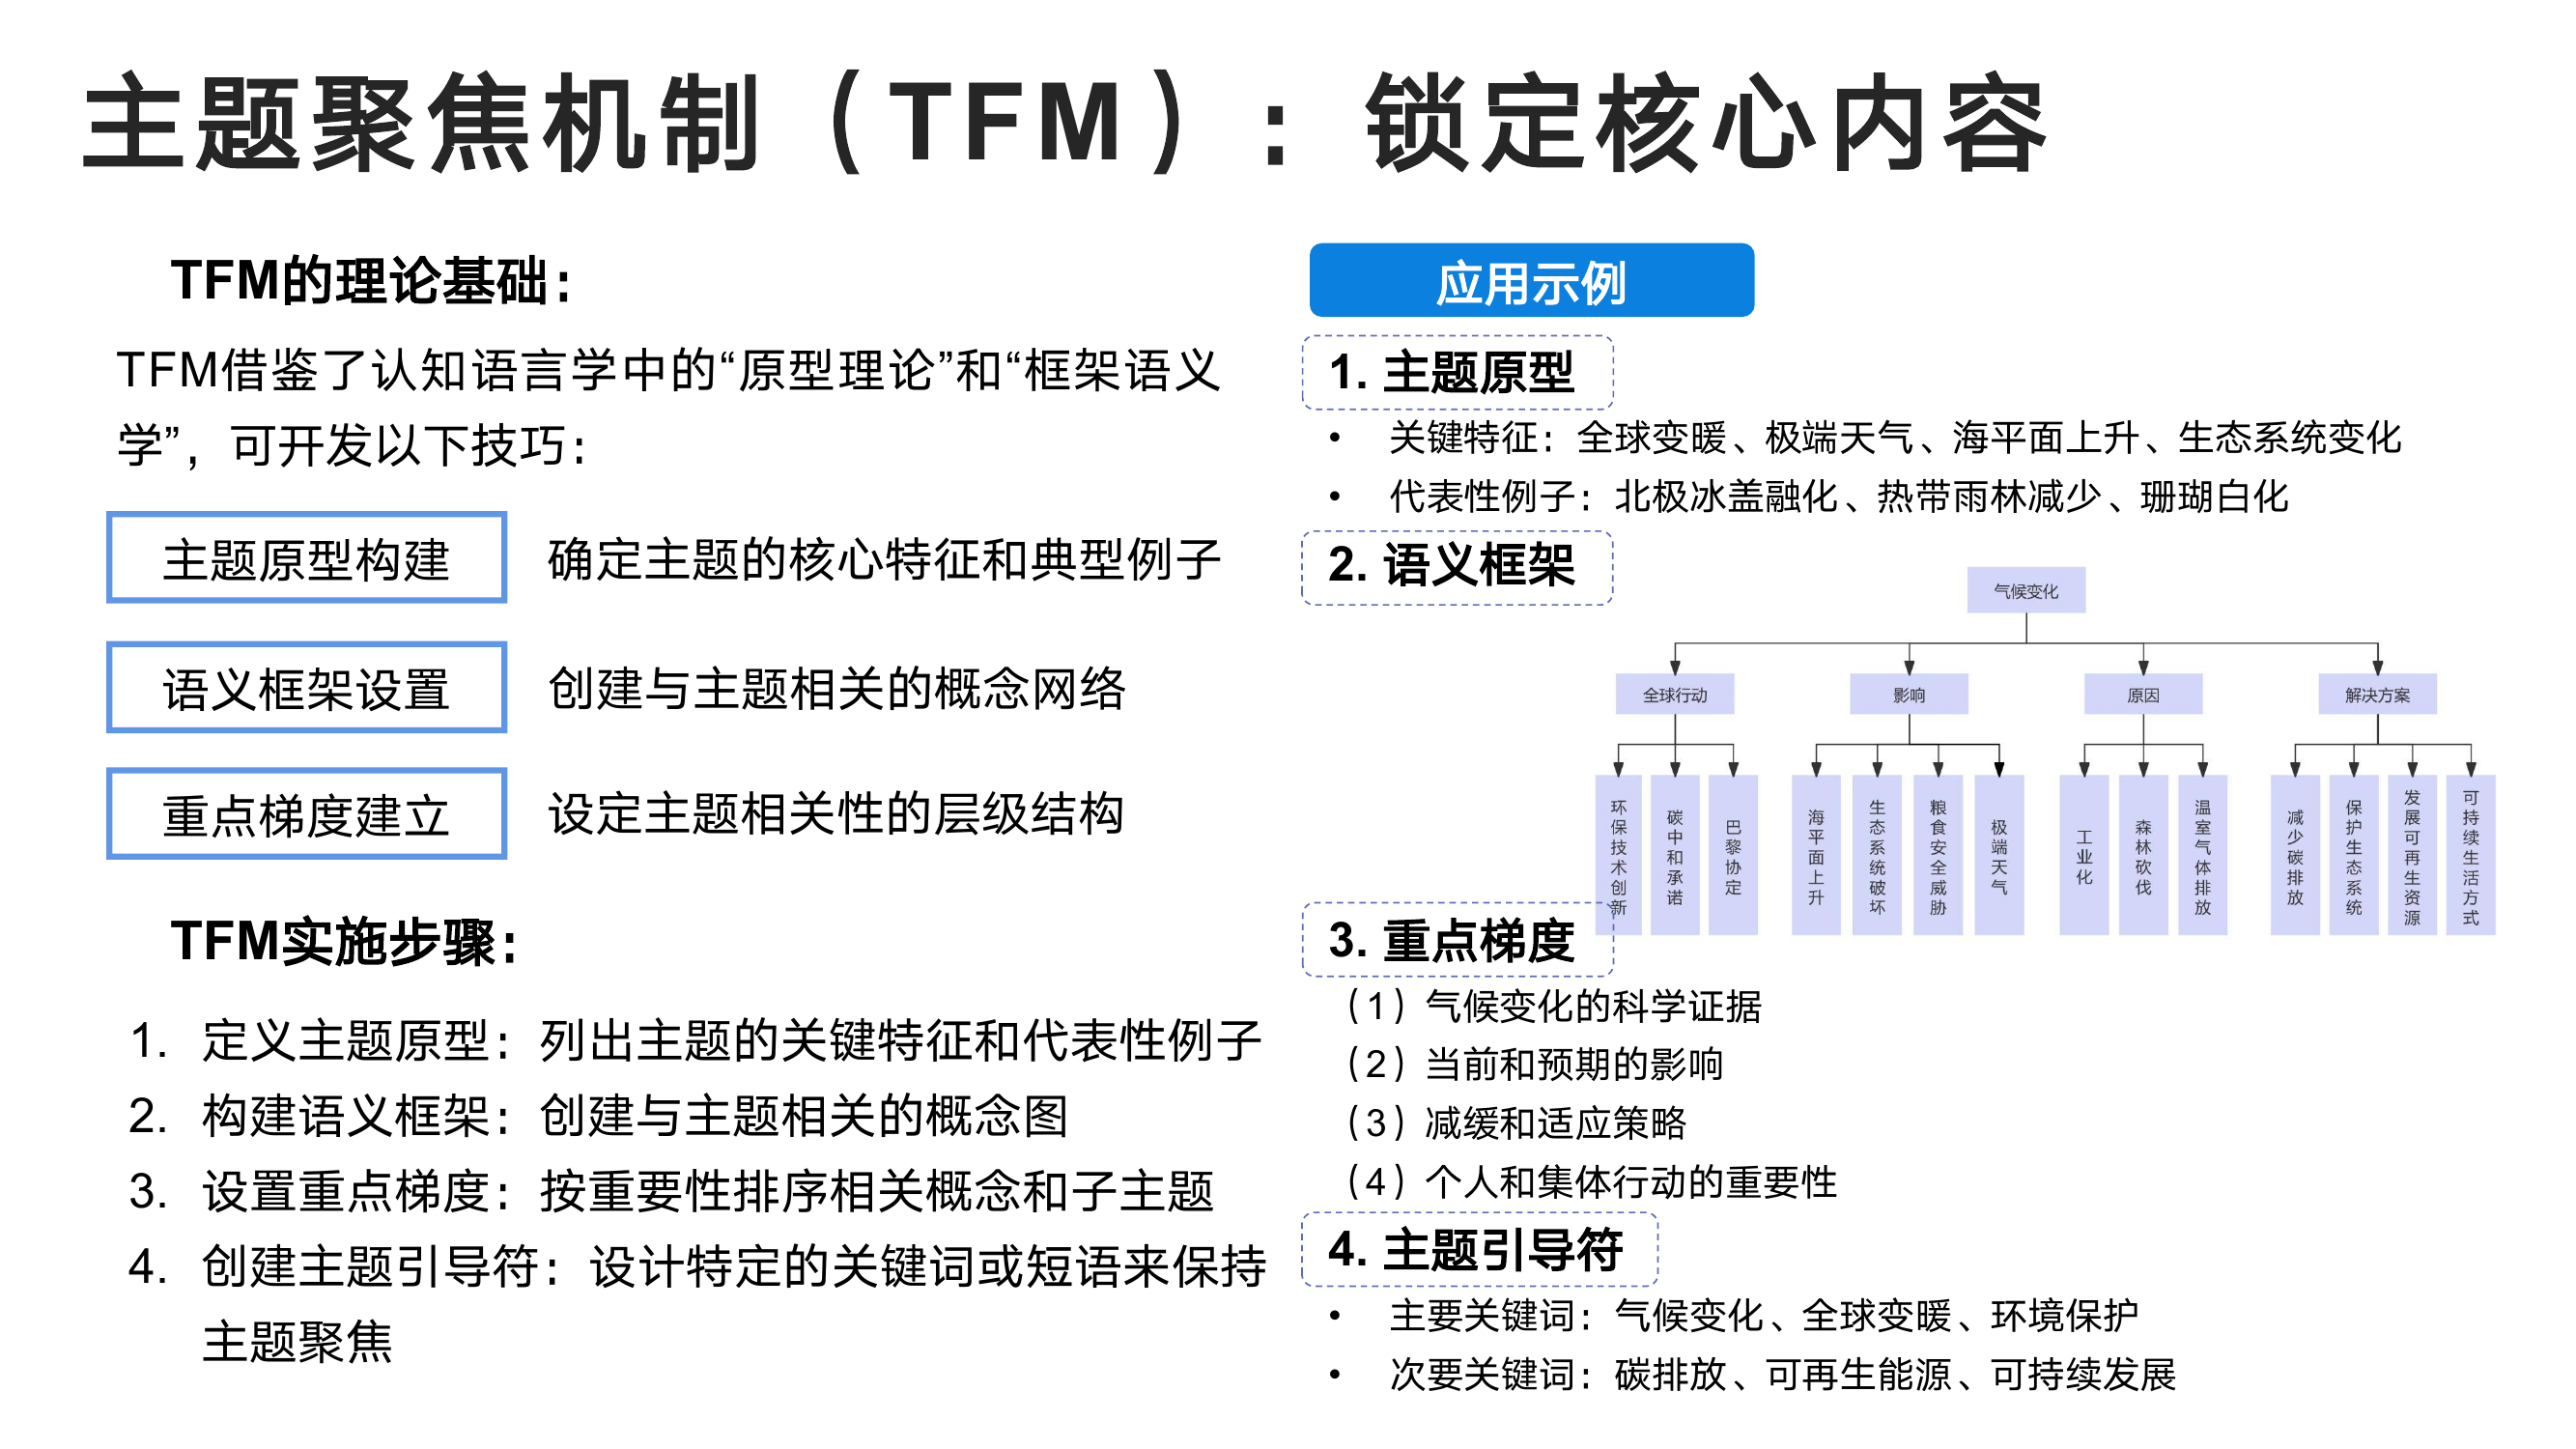 主题聚焦机制（TFM）：锁定核心内容
TFM的理论基础：
TFM借鉴了认知语言学中的“原型理论”和“框架语义
学”，可开发以下技巧：
主题原型构建
确定主题的核心特征和典型例子
语义框架设置
创建与主题相关的概念网络
重点梯度建立
设定主题相关性的层级结构
TFM实施步骤：
1. 定义主题原型：列出主题的关键特征和代表性例子
2. 构建语义框架：创建与主题相关的概念图
3. 设置重点梯度：按重要性排序相关概念和子主题
4. 创建主题引导符：设计特定的关键词或短语来保持
主题聚焦
应用示例
1. 主题原型
• 关键特征：全球变暖、极端天气、海平面上升、生态系统变化
• 代表性例子：北极冰盖融化、热带雨林减少、珊瑚白化
2. 语义框架
气候变化
全球行动
影响
原因
解决方案
环保技术创新
碳中和承诺
巴黎协定
海平面上升
生态系统破坏
粮食安全威胁
极端天气
工业化
森林砍伐
温室气体排放
减少碳排放
保护生态系统
发展可再生资源
可持续生活方式
3. 重点梯度
（1）气候变化的科学证据
（2）当前和预期的影响
（3）减缓和适应策略
（4）个人和集体行动的重要性
4. 主题引导符
• 主要关键词：气候变化、全球变暖、环境保护
• 次要关键词：碳排放、可再生能源、可持续发展